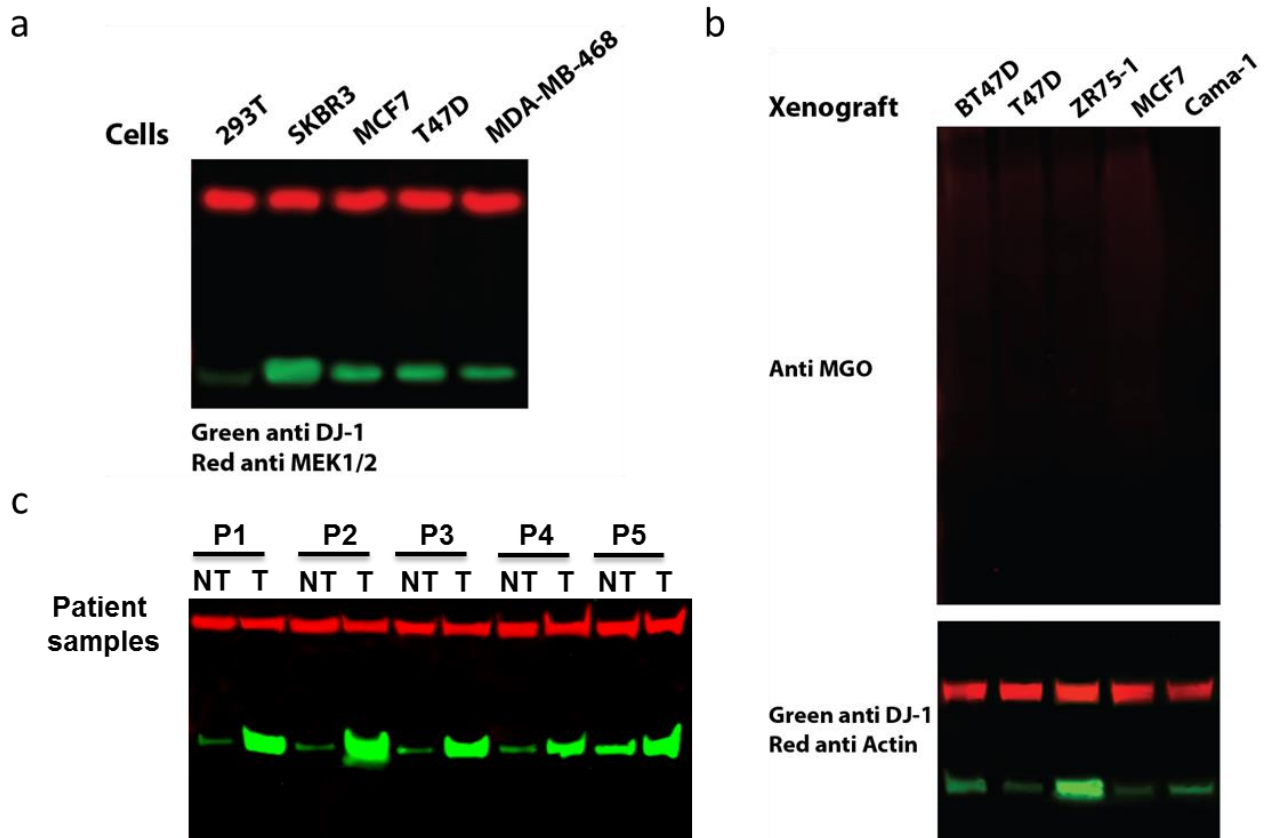 a
Cells
293T
SKBR3
MCF7
T47D
MDA-MB-468
Green anti DJ-1
Red anti MEK1/2
b
Xenograft
BT47D
T47D
ZR75-1
MCF7
Cama-1
Anti MGO
Green anti DJ-1
Red anti Actin
c
P1 P2 P3 P4 P5
NT T NT T NT T NT T NT T
Patient
samples